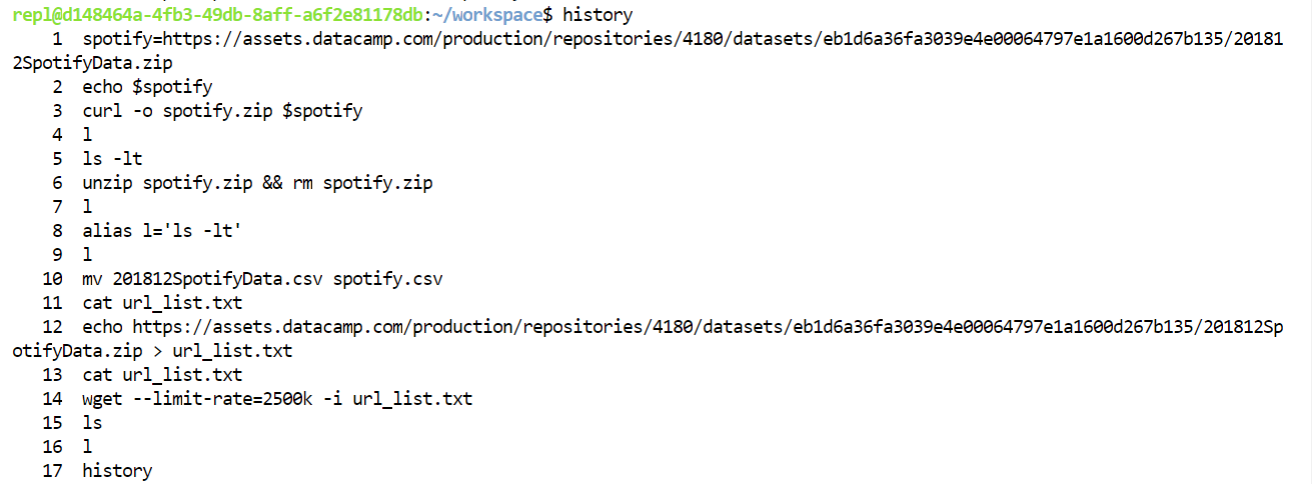 repl@d148464a-4fb3-49db-8aff-a6f2e81178db:~/workspace$ history
    1  spotify=https://assets.datacamp.com/production/repositories/4180/datasets/eb1d6a36fa3039e4e00064797e1a1600d267b135/20181
2SpotifyData.zip
    2  echo $spotify
    3  curl -o spotify.zip $spotify
    4  l
    5  ls -lt
    6  unzip spotify.zip && rm spotify.zip
    7  l
    8  alias l='ls -lt'
    9  l
   10  mv 201812SpotifyData.csv spotify.csv
   11  cat url_list.txt
   12  echo https://assets.datacamp.com/production/repositories/4180/datasets/eb1d6a36fa3039e4e00064797e1a1600d267b135/201812Sp
otifyData.zip > url_list.txt
   13  cat url_list.txt
   14  wget --limit-rate=2500k -i url_list.txt
   15  ls
   16  l
   17  history